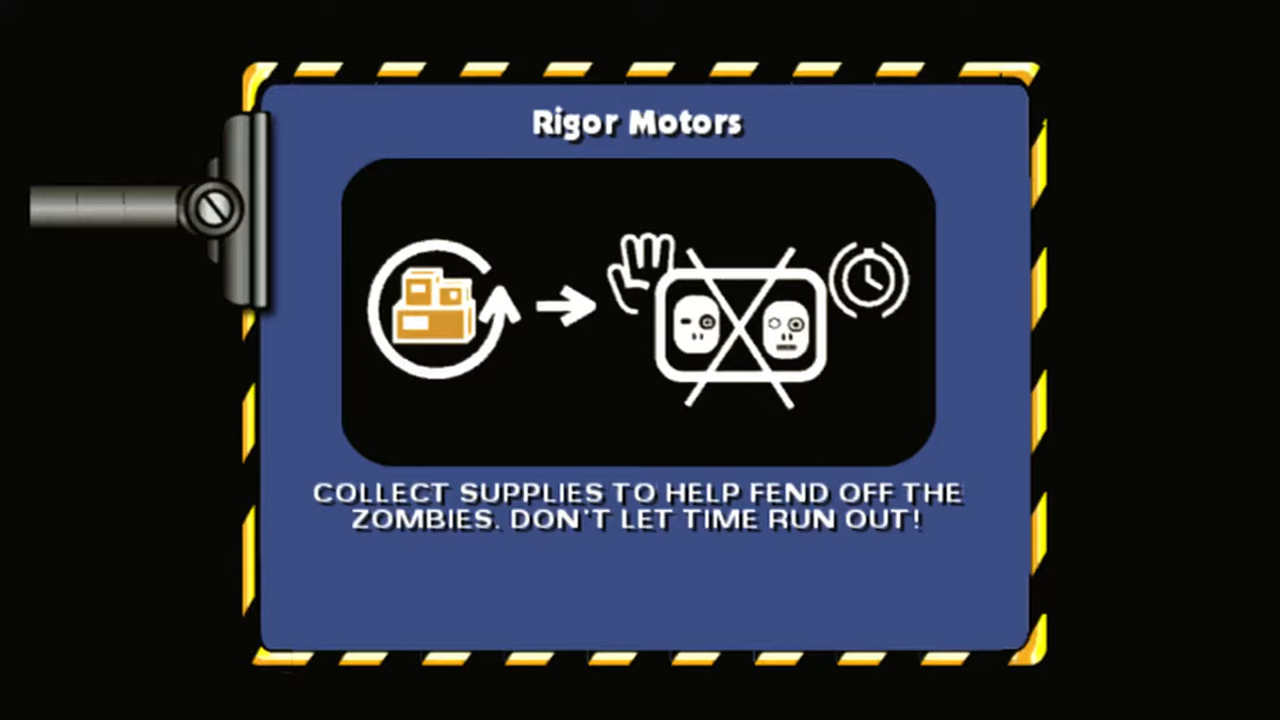 Rigor Motors
COLLECT SUPPLIES TO HELP FEND OFF THE
ZOMBIES. DON'T LET TIME RUN OUT!